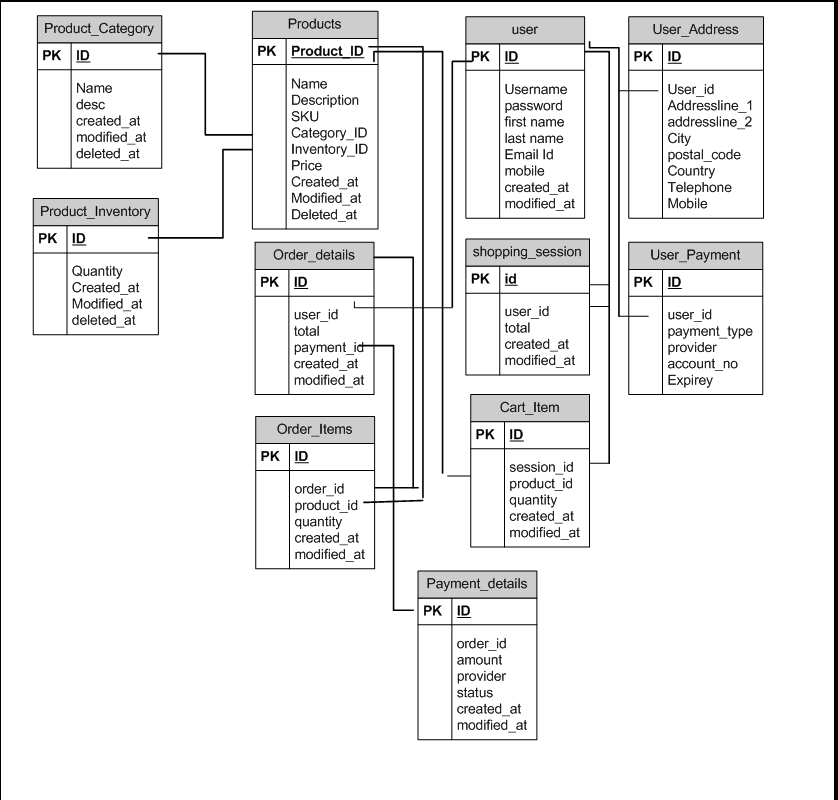 Product_Category
PK ID
Name
desc
created_at
modified_at
deleted_at
Products
PK Product_ID
Name
Description
SKU
Category_ID
Inventory_ID
Price
Created_at
Modified_at
Deleted_at
user
PK ID
Username
password
first name
last name
Email Id
mobile
created_at
modified_at
User_Address
PK ID
User_id
Addressline_1
addressline_2
City
postal_code
Country
Telephone
Mobile
Product_Inventory
PK ID
Quantity
Created_at
Modified_at
deleted_at
Order_details
PK ID
user_id
total
payment_id
created_at
modified_at
shopping_session
PK id
user_id
total
created_at
modified_at
User_Payment
PK ID
user_id
payment_type
provider
account_no
Expirey
Order_Items
PK ID
order_id
product_id
quantity
created_at
modified_at
Cart_Item
PK ID
session_id
product_id
quantity
created_at
modified_at
Payment_details
PK ID
order_id
amount
provider
status
created_at
modified_at